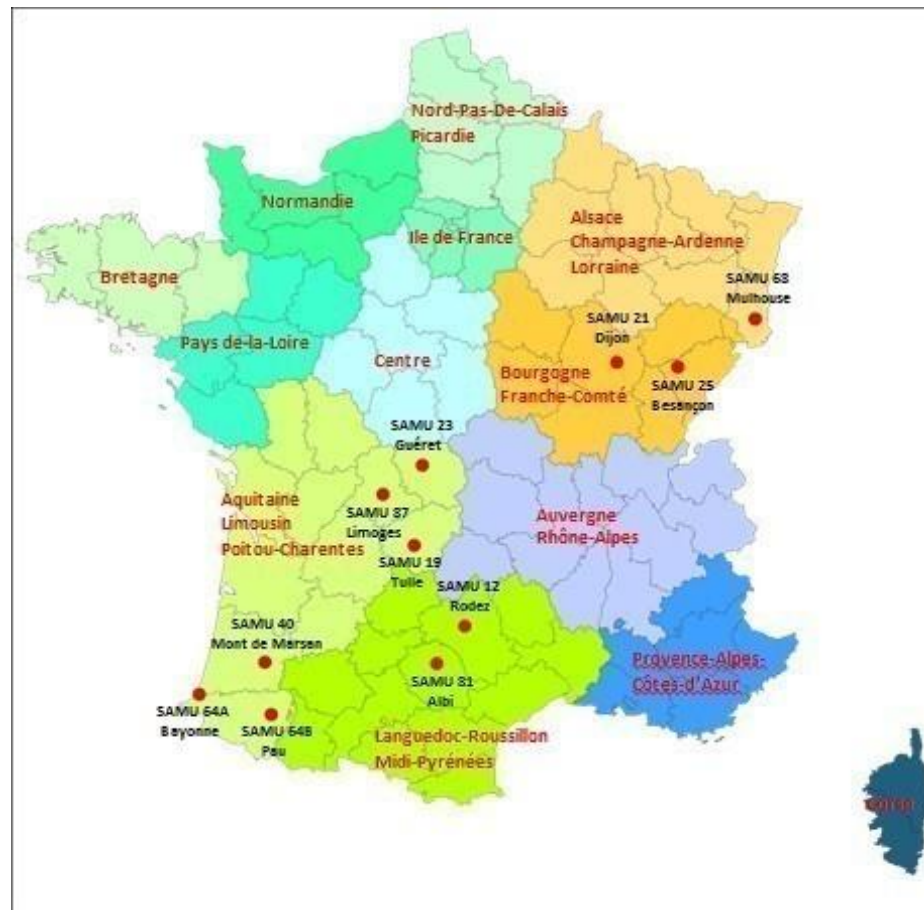 Nord-Pas-De-Calais
Picardie
Normandie
Ile de France
Alsace
Champagne-Ardenne
Lorraine
Bretagne
SAMU 68
Mulhouse
SAMU 21
Dijon
Pays de-la-Loire
Centre
Bourgogne
Franche-Comté
SAMU 25
Besançon
SAMU 23
Guéret
Aquitaine
Limousin
Poitou-Charentes
SAMU 87
Limoges
Auvergne
Rhône-Alpes
SAMU 19
Tulle
SAMU 12
Rodez
SAMU 40
Mont de Marsan
Provence-Alpes-
Côtes-d'Azur
SAMU 81
Albi
SAMU 64A
Bayonne
SAMU 64B
Pau
Languedoc-Roussillon
Midi-Pyrénées